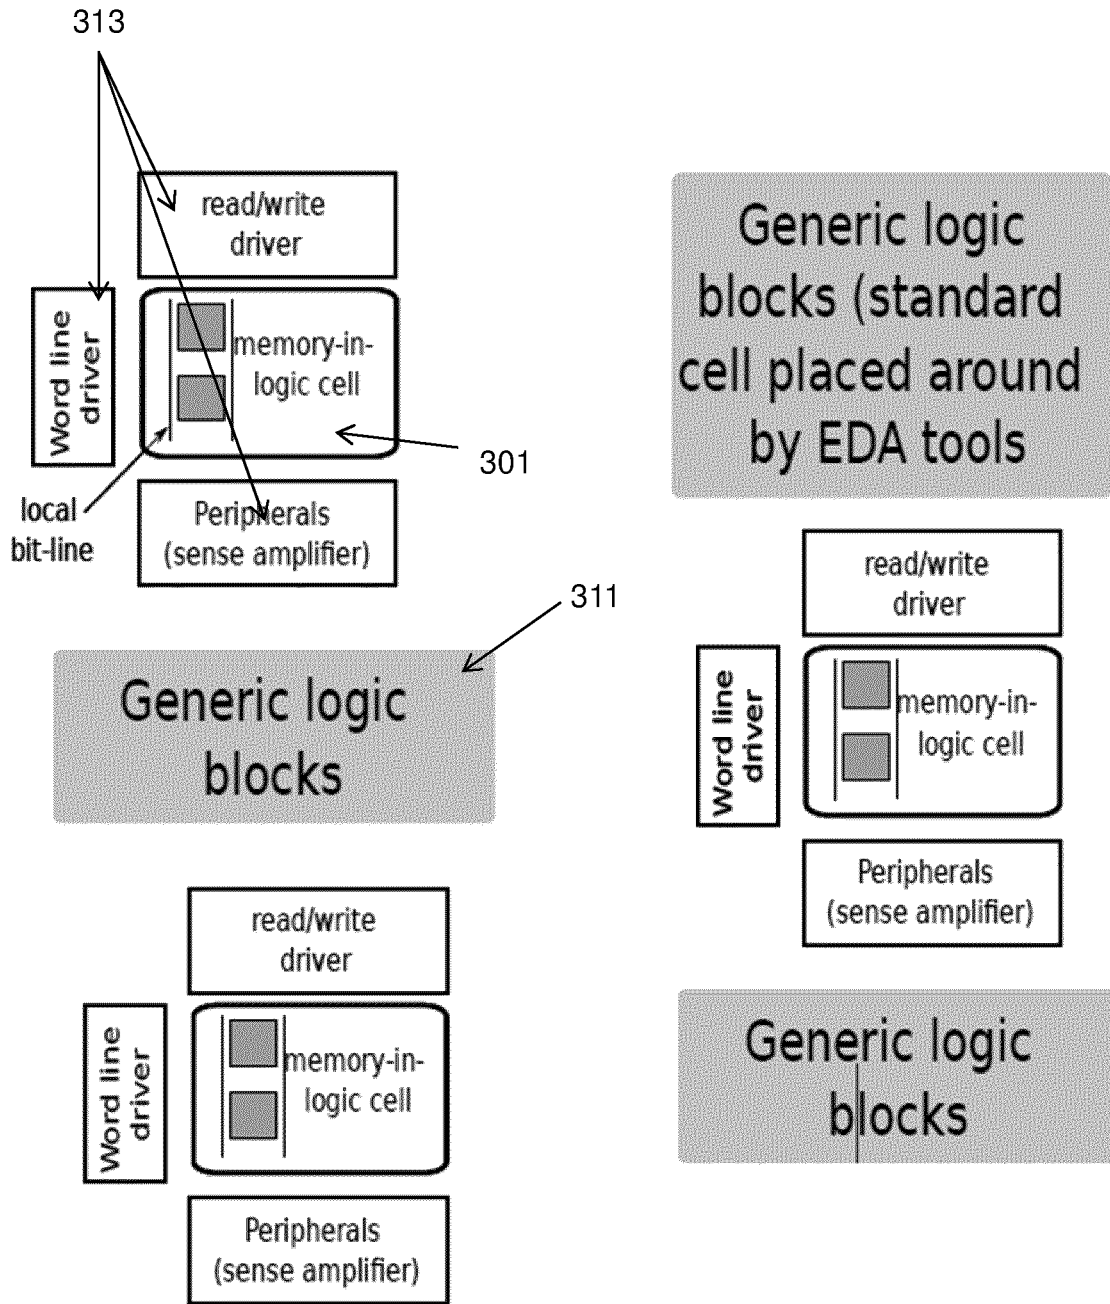 313
read/write
driver
Word line
driver
memory-in-
logic cell
301
local
bit-line
Peripherals
(sense amplifier)
Generic logic
blocks (standard
cell placed around
by EDA tools
311
Generic logic
blocks
read/write
driver
Word line
driver
memory-in-
logic cell
Peripherals
(sense amplifier)
read/write
driver
Word line
driver
memory-in-
logic cell
Peripherals
(sense amplifier)
Generic logic
blocks